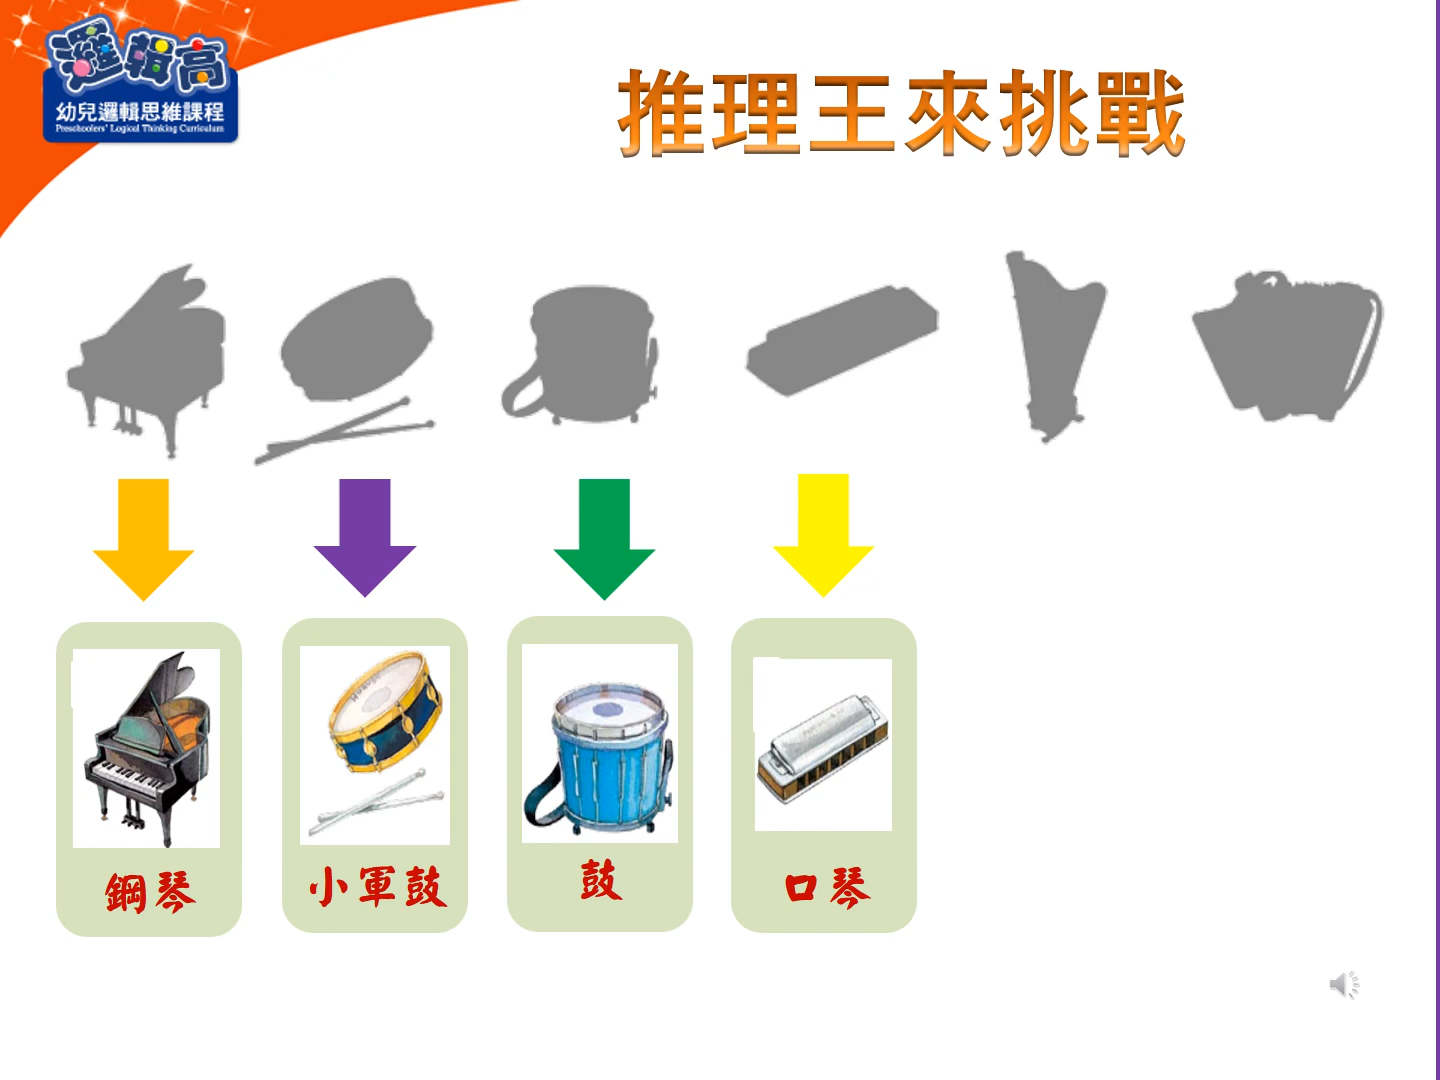 邏輯高
幼兒邏輯思維課程
Preschoolers' Logical Thinking Curriculum
推理王來挑戰
鋼琴
小軍鼓
鼓
口琴